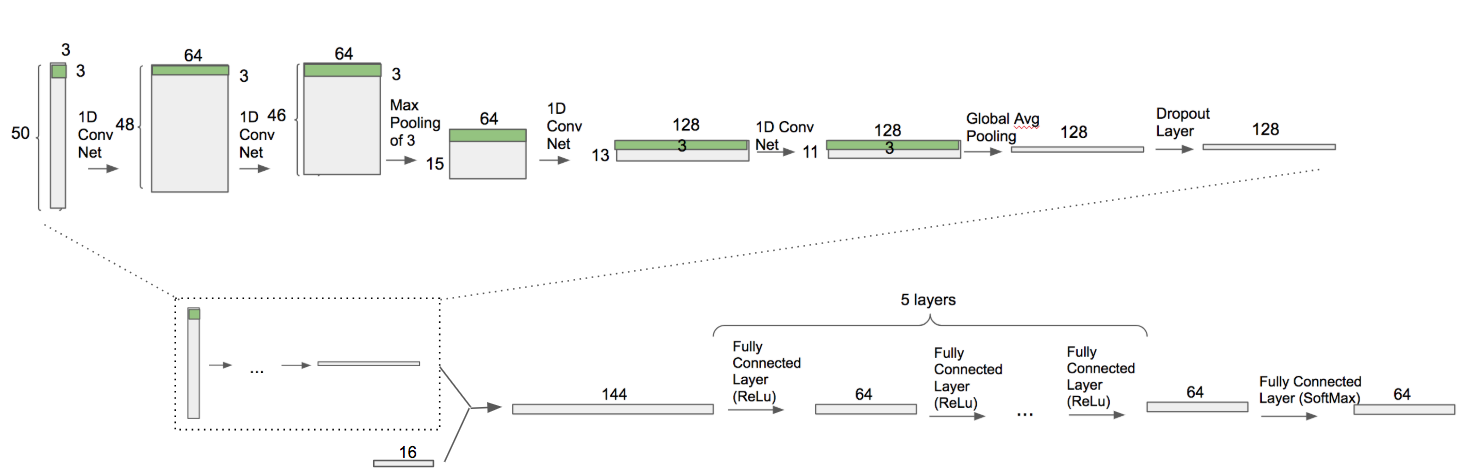 3
3
50
1D
Conv
Net
64
3
48
1D
Conv
Net
64
3
46
Max
Pooling
of 3
64
15
1D
Conv
Net
128
3
13
1D Conv
Net
128
3
11
Global Avg
Pooling
128
Dropout
Layer
128
...
16
144
5 layers
Fully
Connected
Layer
(ReLu)
64
Fully
Connected
Layer
(ReLu)
...
Fully
Connected
Layer
(ReLu)
64
Fully Connected
Layer (SoftMax)
64